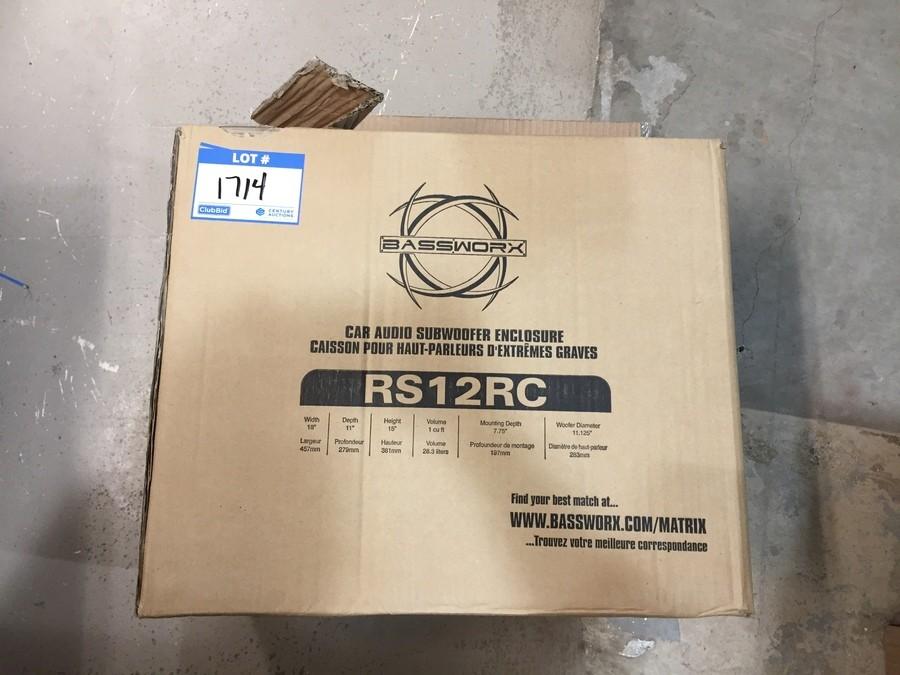 LOT #
1714
ClubBid
CENTURY
AUCTIONS
BASSWORX
CAR AUDIO SUBWOOFER ENCLOSURE
CAISSON POUR HAUT-PARLEURS D'EXTRÊMES GRAVES
RS12RC
Width Depth Height Volume Mounting Depth Woofer Diameter
18" 11" 15" 1 cu ft 7.75" 11.125"
Largeur Profondeur Hauteur Volume Profoundeur de montage Diamètre de haut-parleur
457mm 279mm 381mm 28.3 liters 197mm 283mm
Find your best match at...
WWW.BASSWORX.COM/MATRIX
...Trouvez votre meilleure correspondance